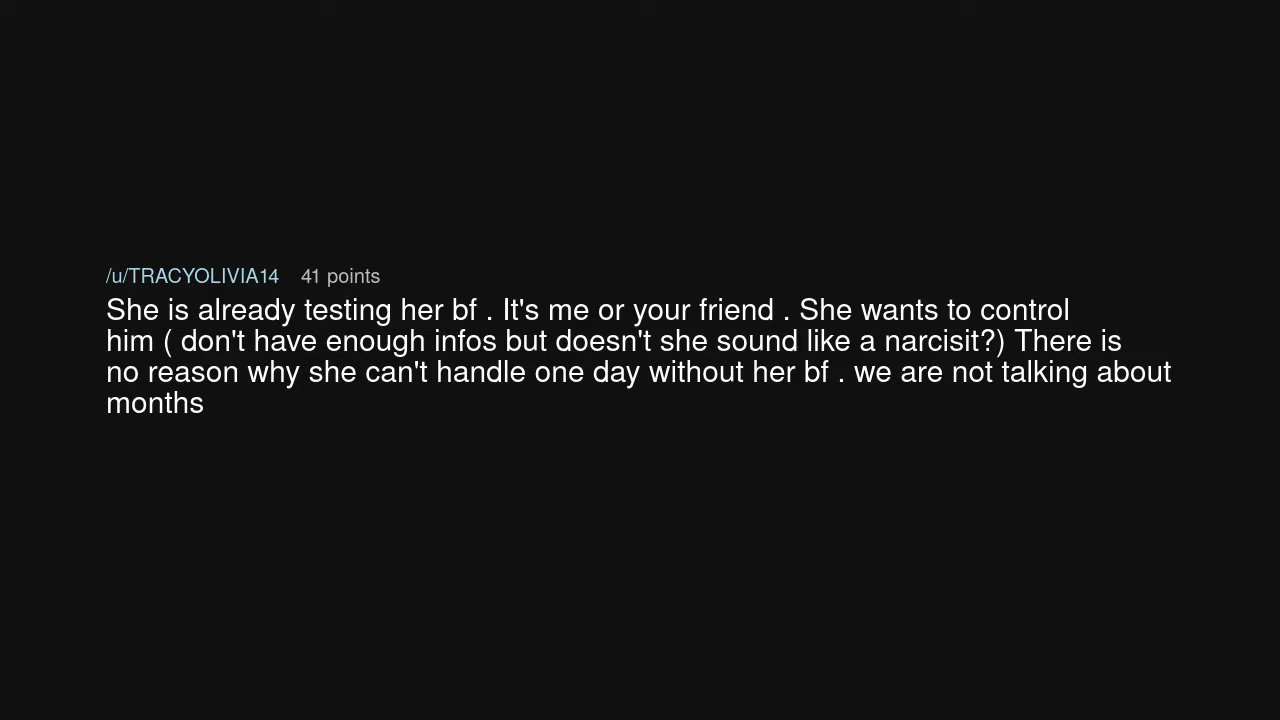 /u/TRACYOLIVIA14 41 points
She is already testing her bf . It's me or your friend . She wants to control
him ( don't have enough infos but doesn't she sound like a narcisit?) There is
no reason why she can't handle one day without her bf . we are not talking about
months